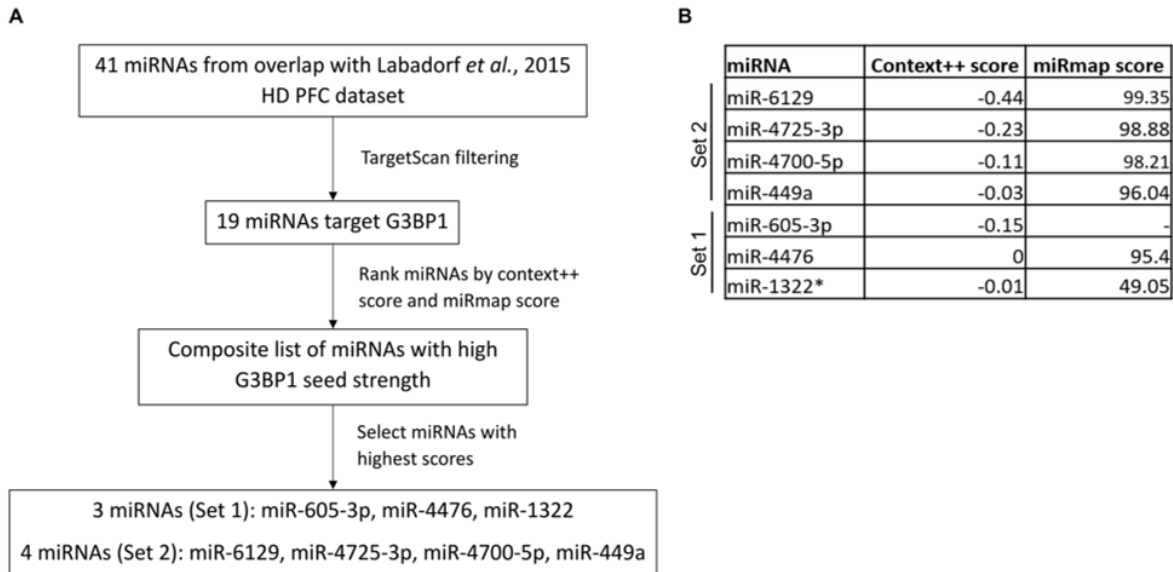 A
41 miRNAs from overlap with Labadorf et al., 2015
HD PFC dataset
TargetScan filtering
19 miRNAs target G3BP1
Rank miRNAs by context++
score and miRmap score
Composite list of miRNAs with high
G3BP1 seed strength
Select miRNAs with
highest scores
3 miRNAs (Set 1): miR-605-3p, miR-4476, miR-1322
4 miRNAs (Set 2): miR-6129, miR-4725-3p, miR-4700-5p, miR-449a
B
miRNA Context++ score miRmap score
Set 2
miR-6129 -0.44 99.35
miR-4725-3p -0.23 98.88
miR-4700-5p -0.11 98.21
miR-449a -0.03 96.04
Set 1
miR-605-3p -0.15 -
miR-4476 0 95.4
miR-1322* -0.01 49.05